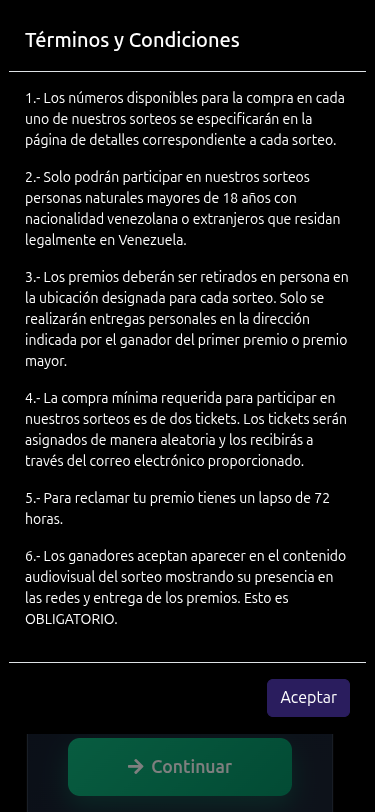 Términos y Condiciones
1.- Los números disponibles para la compra en cada
uno de nuestros sorteos se especificarán en la
página de detalles correspondiente a cada sorteo.
2.- Solo podrán participar en nuestros sorteos
personas naturales mayores de 18 años con
nacionalidad venezolana o extranjeros que residan
legalmente en Venezuela.
3.- Los premios deberán ser retirados en persona en
la ubicación designada para cada sorteo. Solo se
realizarán entregas personales en la dirección
indicada por el ganador del primer premio o premio
mayor.
4.- La compra mínima requerida para participar en
nuestros sorteos es de dos tickets. Los tickets serán
asignados de manera aleatoria y los recibirás a
través del correo electrónico proporcionado.
5.- Para reclamar tu premio tienes un lapso de 72
horas.
6.- Los ganadores aceptan aparecer en el contenido
audiovisual del sorteo mostrando su presencia en
las redes y entrega de los premios. Esto es
OBLIGATORIO.
Aceptar
Continuar